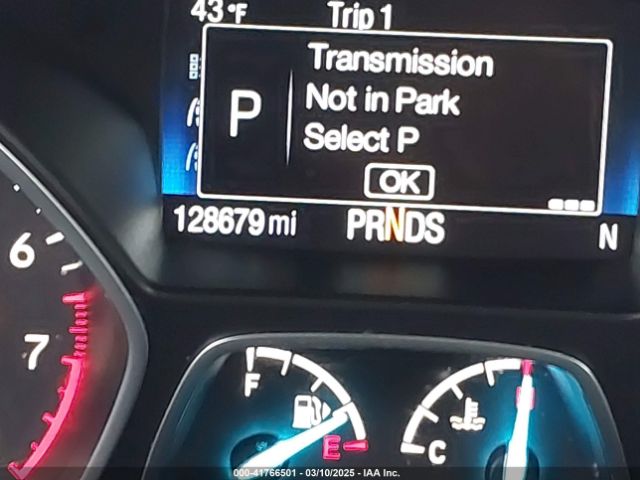 43°F Trip 1
Transmission
P Not in Park
Select P
OK
128679 mi PRNDS N
6
7
F
E
C
H
000-41766501 - 03/10/2025 - IAA Inc.